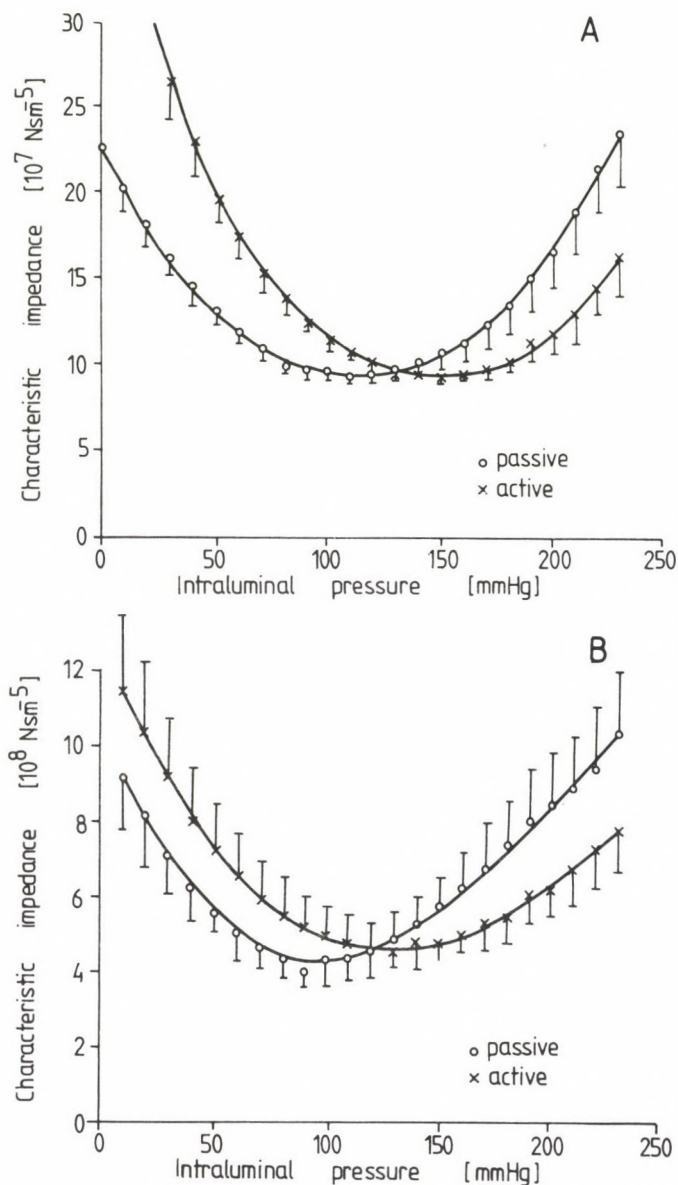 A
30
25
20
15
10
5
0
Characteristic impedance [10⁷ Nsm⁻⁵]
o passive
× active
0 50 100 150 200 250
Intraluminal pressure [mmHg]
B
12
10
8
6
4
2
0
Characteristic impedance [10⁸ Nsm⁻⁵]
o passive
× active
0 50 100 150 200 250
Intraluminal pressure [mmHg]